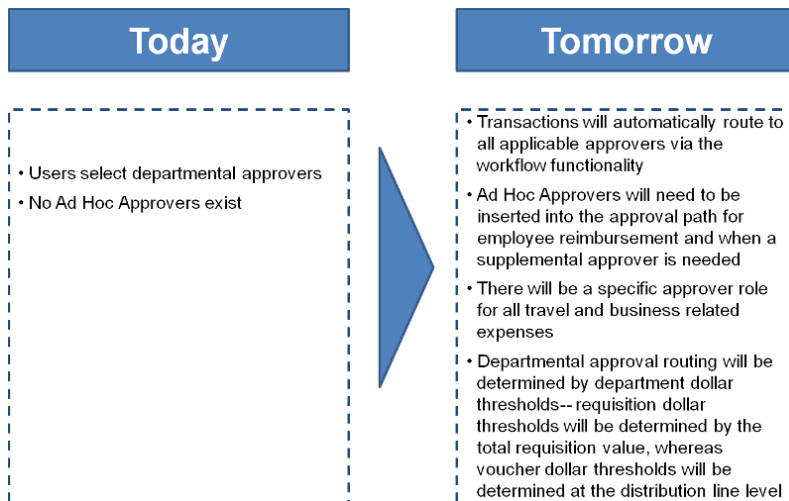 Today
Tomorrow
• Users select departmental approvers
• No Ad Hoc Approvers exist
• Transactions will automatically route to
all applicable approvers via the
workflow functionality
• Ad Hoc Approvers will need to be
inserted into the approval path for
employee reimbursement and when a
supplemental approver is needed
• There will be a specific approver role
for all travel and business related
expenses
• Departmental approval routing will be
determined by department dollar
thresholds-- requisition dollar
thresholds will be determined by the
total requisition value, whereas
voucher dollar thresholds will be
determined at the distribution line level